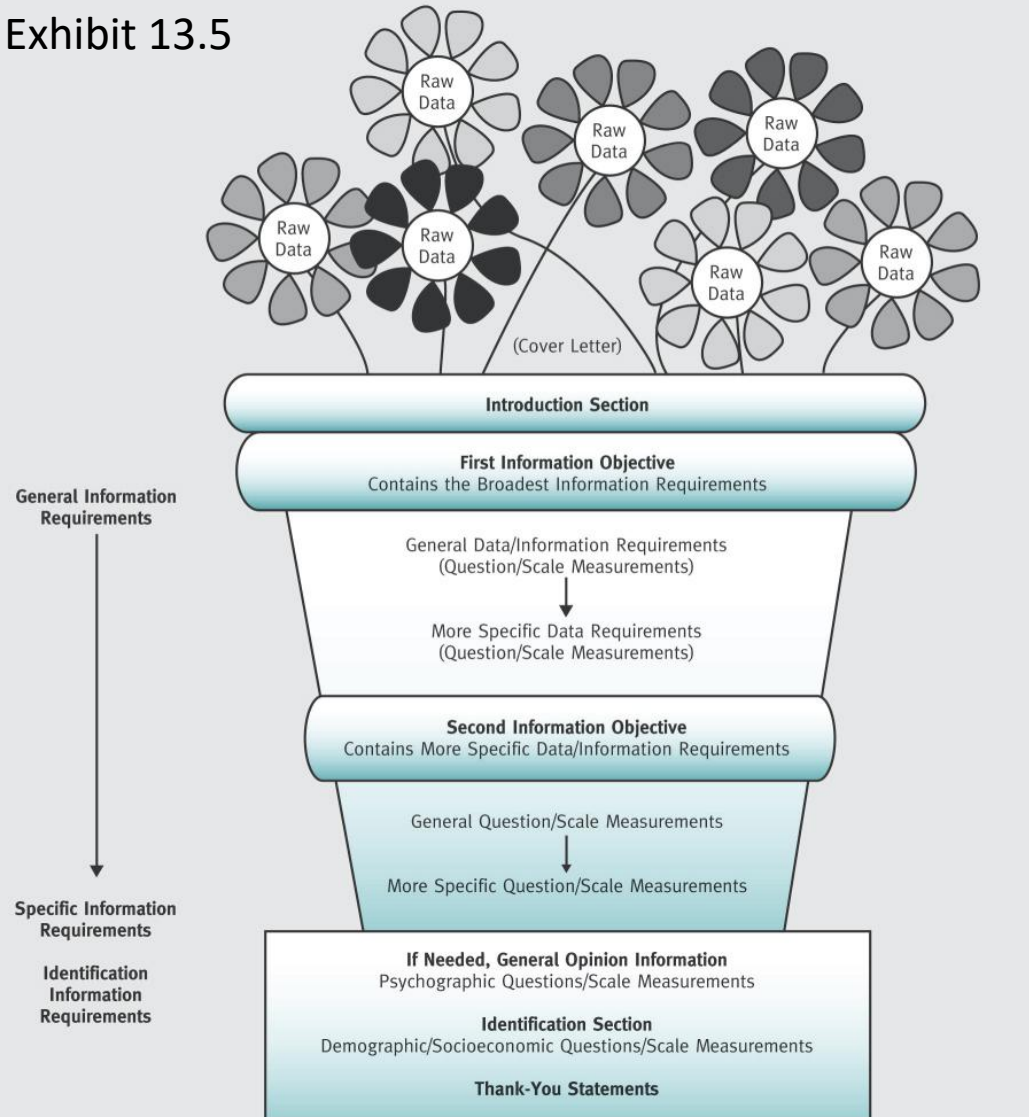 Exhibit 13.5
Raw
Data
Raw
Data
Raw
Data
Raw
Data
Raw
Data
Raw
Data
Raw
Data
(Cover Letter)
Introduction Section
First Information Objective
Contains the Broadest Information Requirements
General Information
Requirements
General Data/Information Requirements
(Question/Scale Measurements)
More Specific Data Requirements
(Question/Scale Measurements)
Second Information Objective
Contains More Specific Data/Information Requirements
General Question/Scale Measurements
More Specific Question/Scale Measurements
Specific Information
Requirements
Identification
Information
Requirements
If Needed, General Opinion Information
Psychographic Questions/Scale Measurements
Identification Section
Demographic/Socioeconomic Questions/Scale Measurements
Thank-You Statements